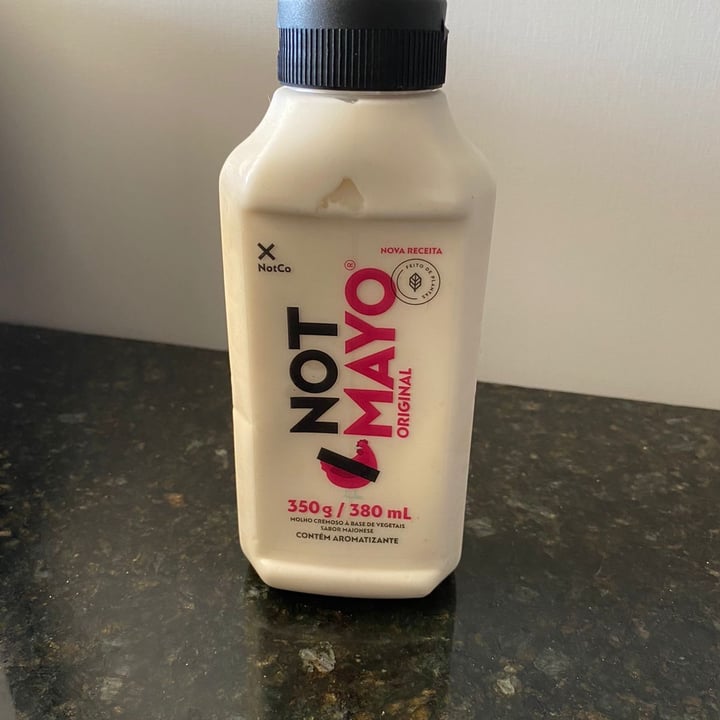 NotCo
NOVA RECEITA
FEITO DE PLANTAS
NOT
MAYO®
ORIGINAL
350g / 380 mL
MOLHO CREMOSO À BASE DE VEGETAIS
SABOR MAIONESE
CONTÉM AROMATIZANTE